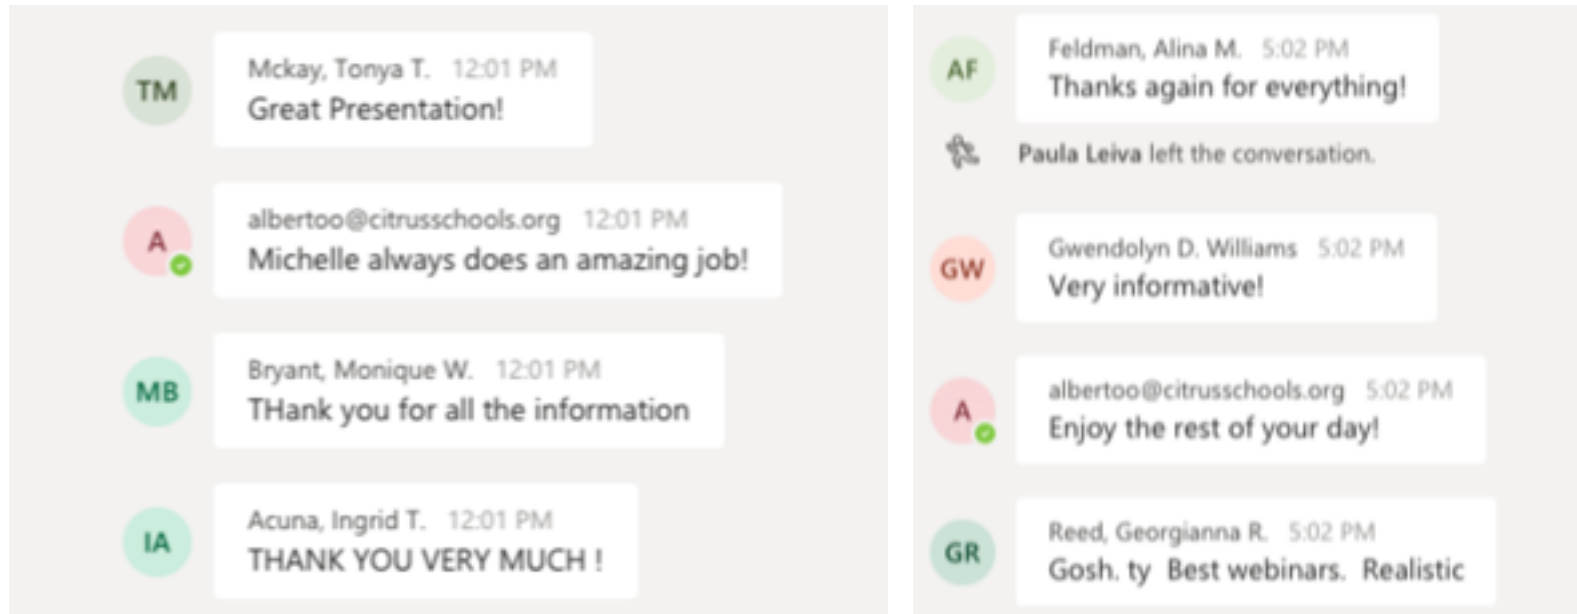 TM
Mckay, Tonya T. 12:01 PM
Great Presentation!
A
albertoo@citrusschools.org 12:01 PM
Michelle always does an amazing job!
MB
Bryant, Monique W. 12:01 PM
THank you for all the information
IA
Acuna, Ingrid T. 12:01 PM
THANK YOU VERY MUCH !
AF
Feldman, Alina M. 5:02 PM
Thanks again for everything!
Paula Leiva left the conversation.
GW
Gwendolyn D. Williams 5:02 PM
Very informative!
A
albertoo@citrusschools.org 5:02 PM
Enjoy the rest of your day!
GR
Reed, Georgianna R. 5:02 PM
Gosh. ty  Best webinars.  Realistic